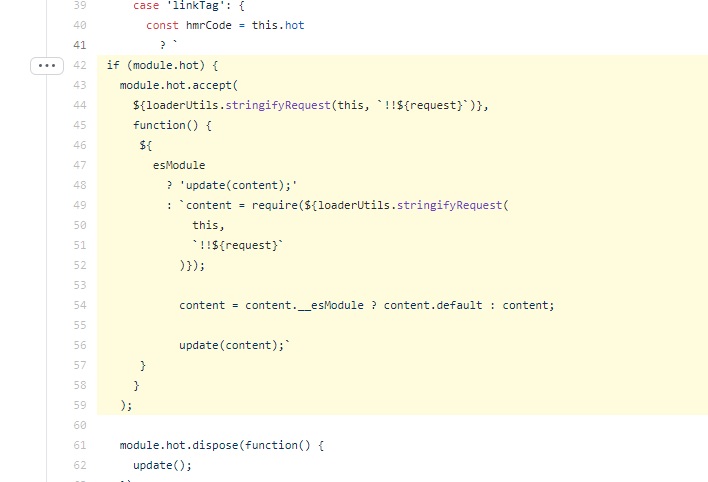 39 case 'linkTag': {
40 const hmrCode = this.hot
41 ? `
42 if (module.hot) {
43 module.hot.accept(
44 ${loaderUtils.stringifyRequest(this, `!!${request}`)},
45 function() {
46 ${
47 esModule
48 ? 'update(content);'
49 : `content = require(${loaderUtils.stringifyRequest(
50 this,
51 `!!${request}`
52 )});
53
54 content = content.__esModule ? content.default : content;
55
56 update(content);`
57 }
58 }
59 );
60
61 module.hot.dispose(function() {
62 update();